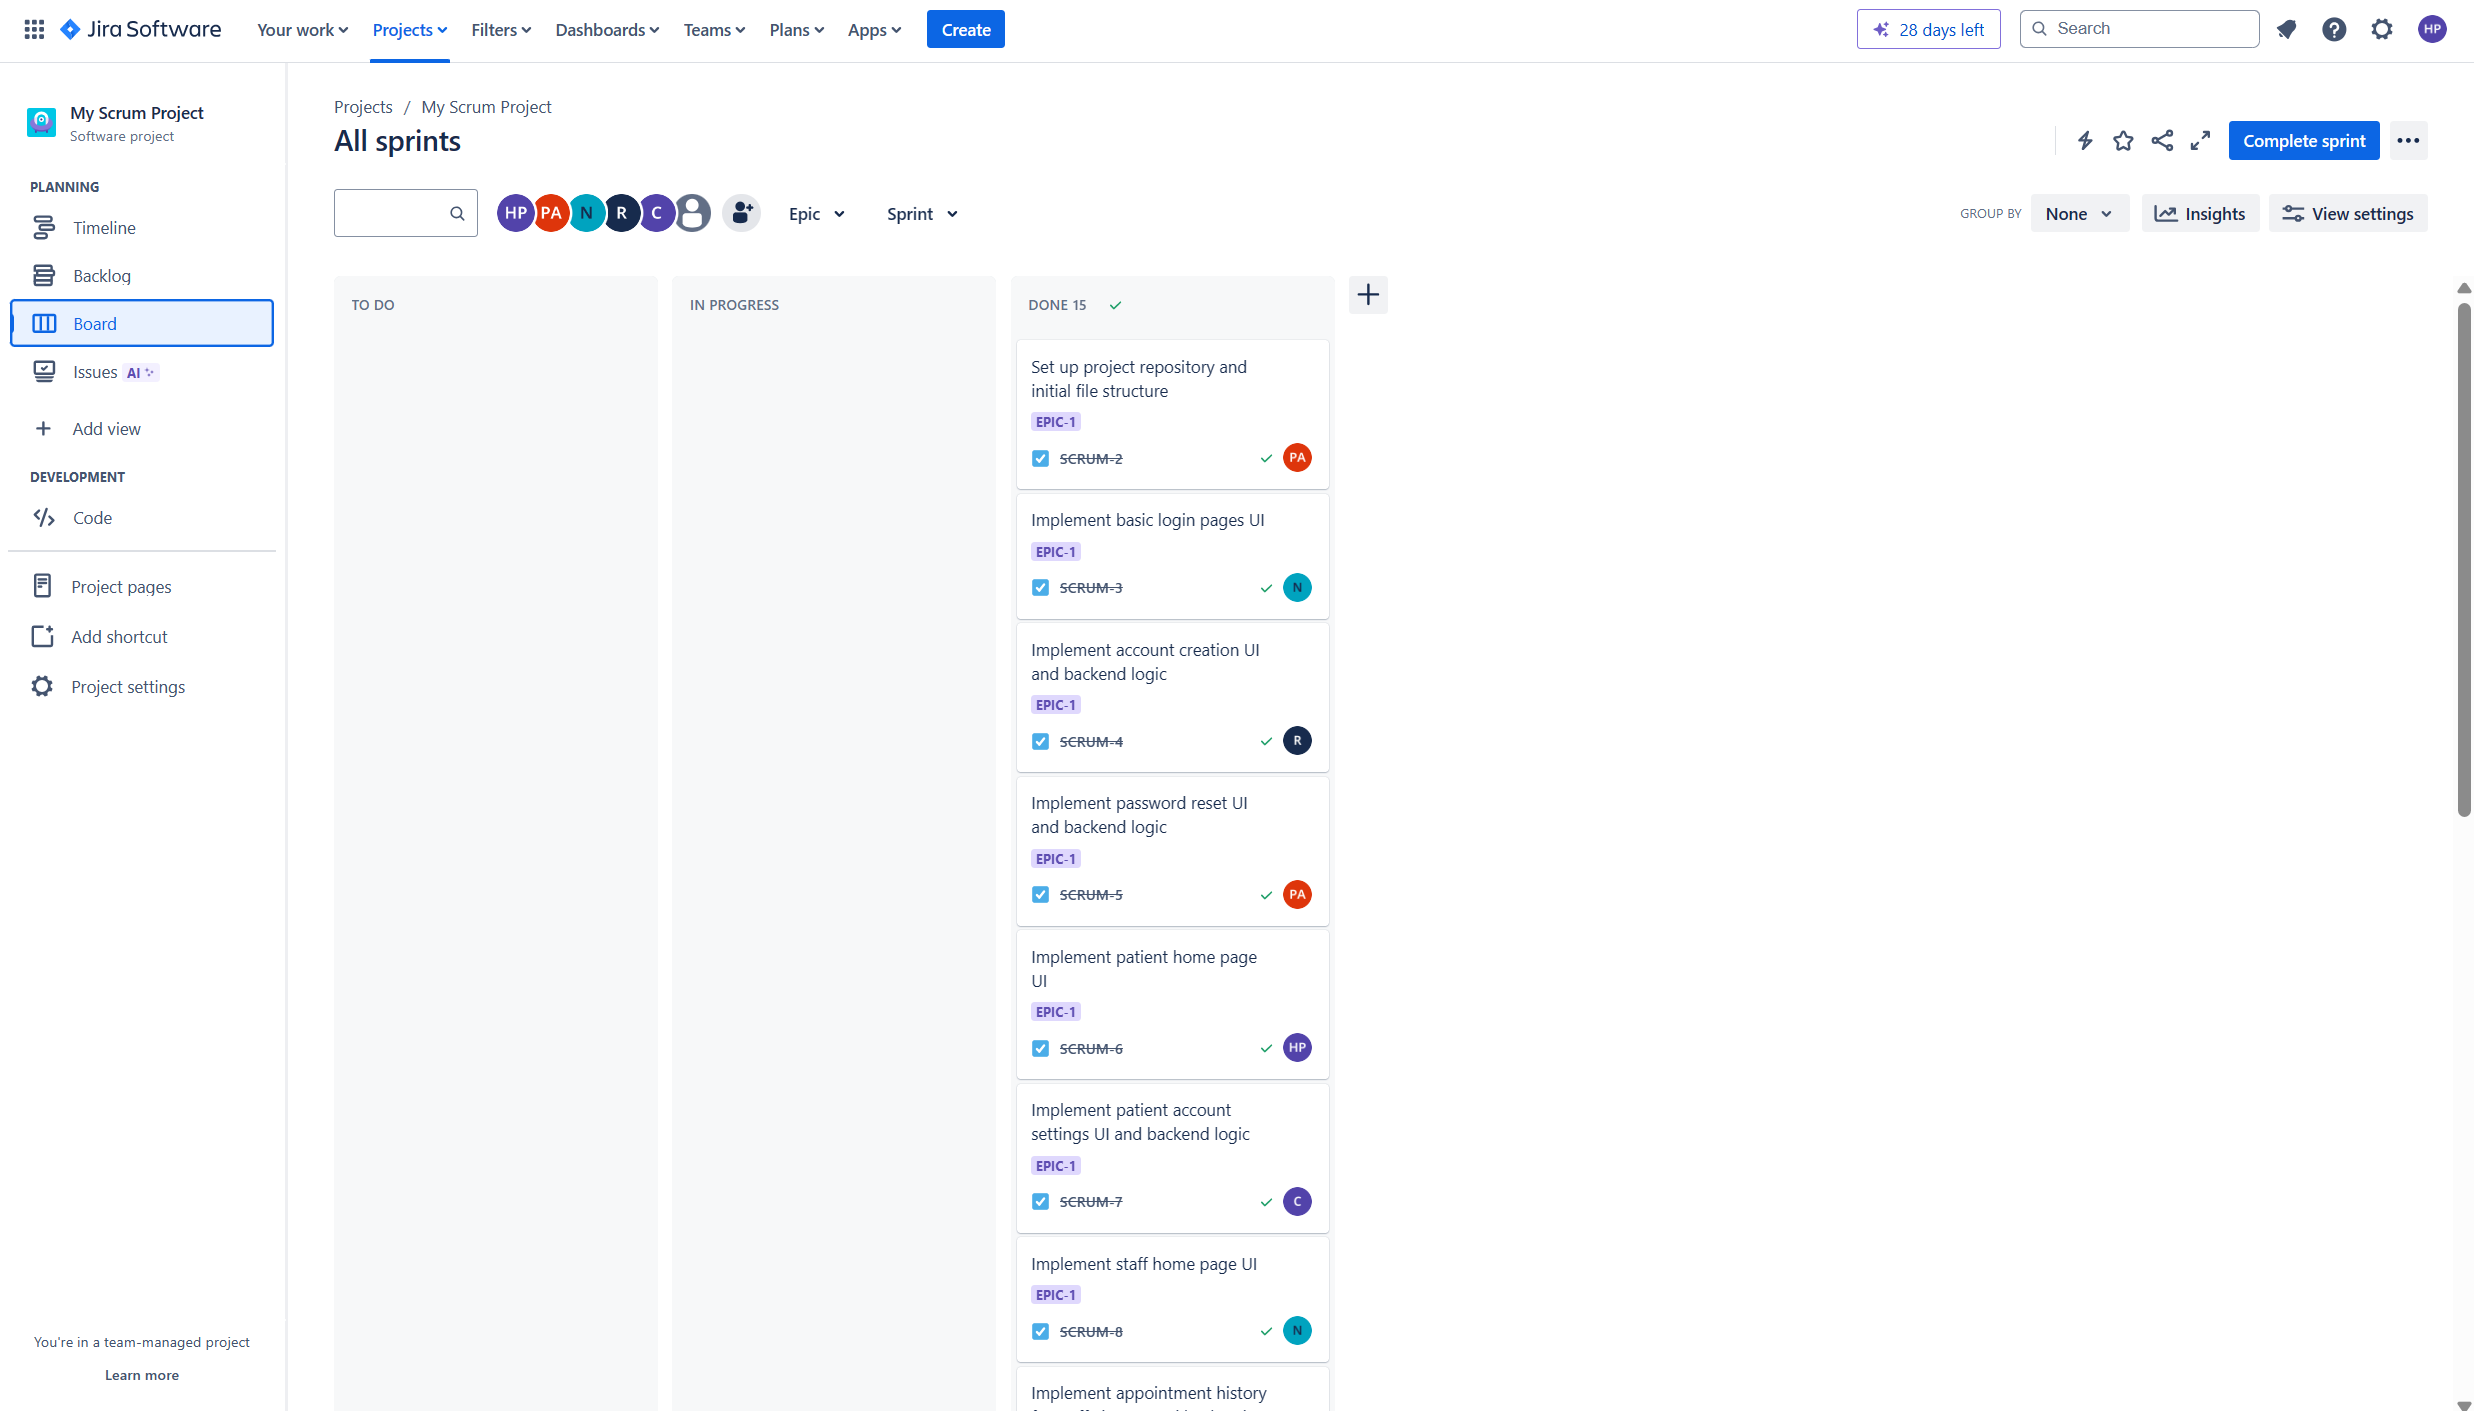 Jira Software
Your work
Projects
Filters
Dashboards
Teams
Plans
Apps
Create
28 days left
Search
HP
My Scrum Project
Software project
PLANNING
Timeline
Backlog
Board
Issues AI
Add view
DEVELOPMENT
Code
Project pages
Add shortcut
Project settings
You're in a team-managed project
Learn more
Projects / My Scrum Project
All sprints
Complete sprint
HP PA N R C
Epic
Sprint
GROUP BY
None
Insights
View settings
TO DO
IN PROGRESS
DONE 15
Set up project repository and
initial file structure
EPIC-1
SCRUM-2 PA
Implement basic login pages UI
EPIC-1
SCRUM-3 N
Implement account creation UI
and backend logic
EPIC-1
SCRUM-4 R
Implement password reset UI
and backend logic
EPIC-1
SCRUM-5 PA
Implement patient home page
UI
EPIC-1
SCRUM-6 HP
Implement patient account
settings UI and backend logic
EPIC-1
SCRUM-7 C
Implement staff home page UI
EPIC-1
SCRUM-8 N
Implement appointment history